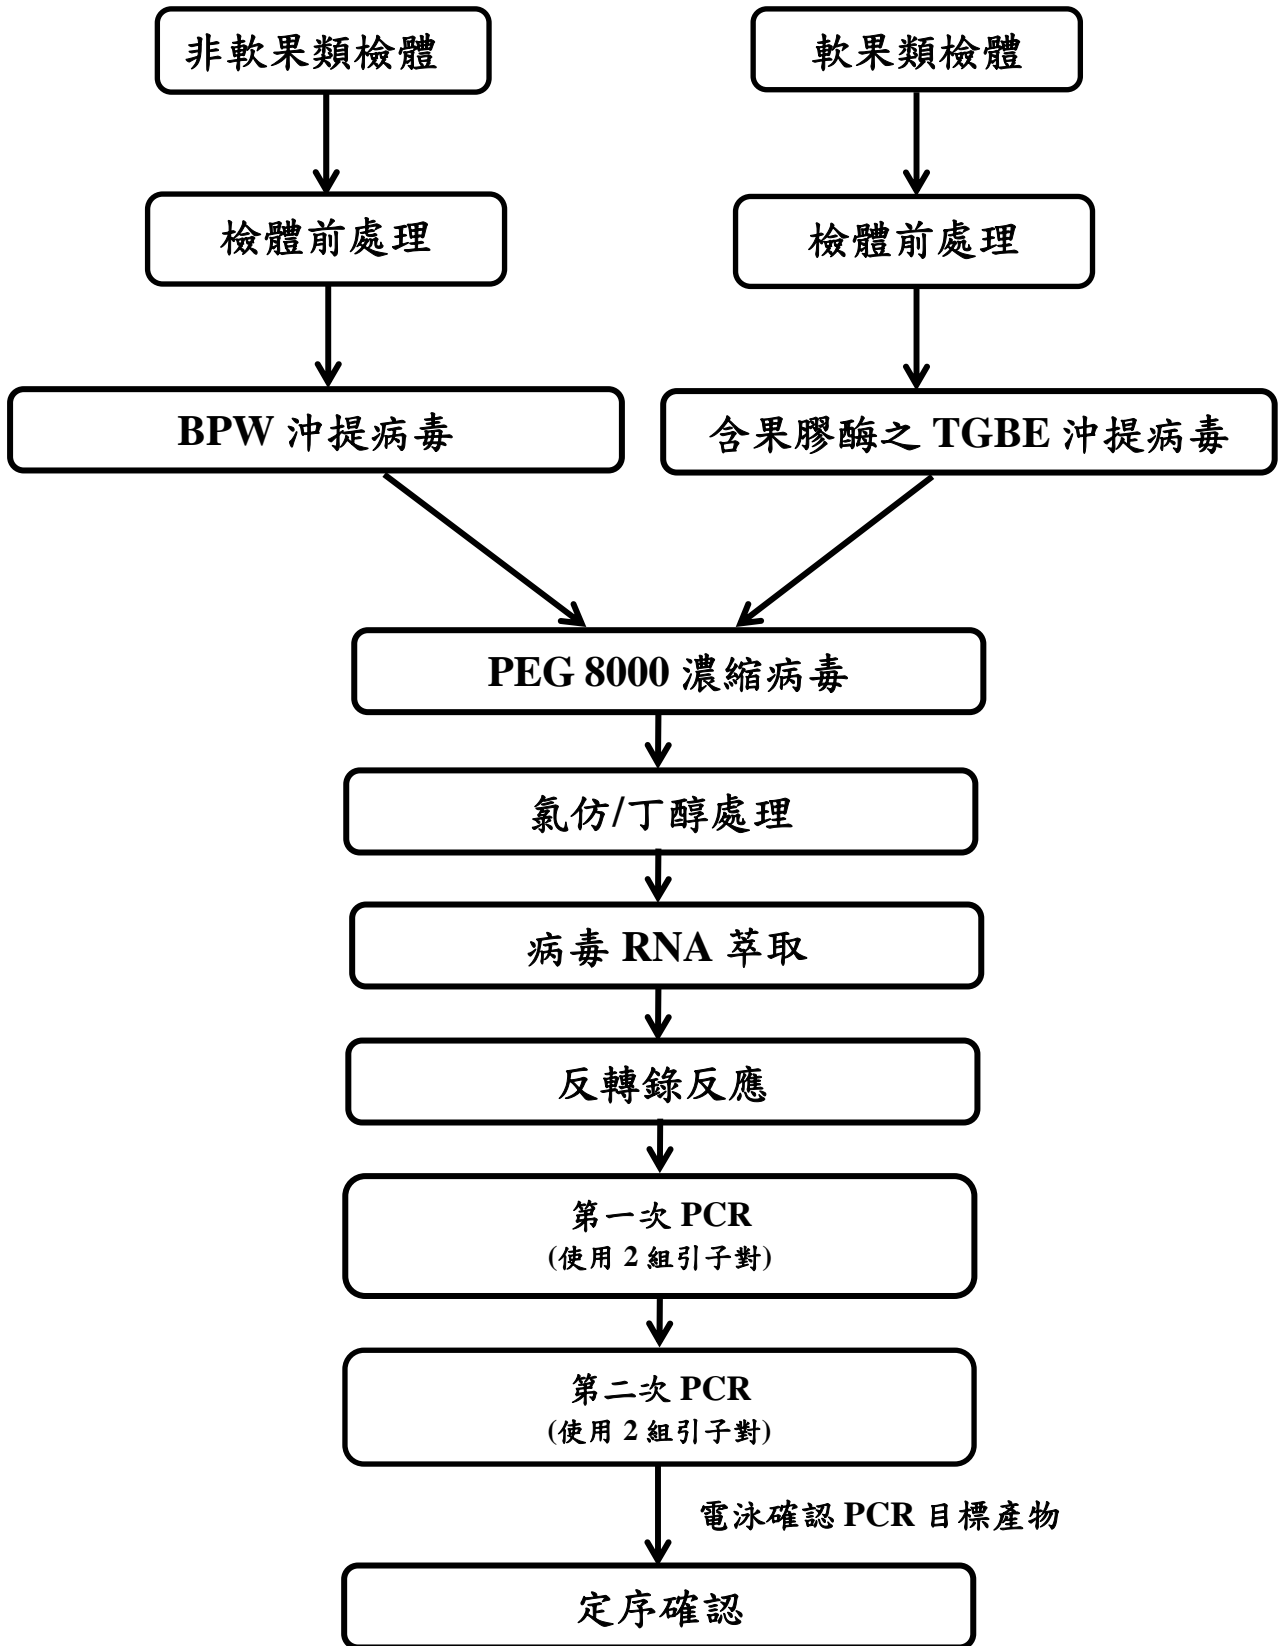 非軟果類檢體
軟果類檢體
檢體前處理
檢體前處理
BPW 沖提病毒
含果膠酶之 TGBE 沖提病毒
PEG 8000 濃縮病毒
氯仿/丁醇處理
病毒 RNA 萃取
反轉錄反應
第一次 PCR
(使用 2 組引子對)
第二次 PCR
(使用 2 組引子對)
電泳確認 PCR 目標產物
定序確認